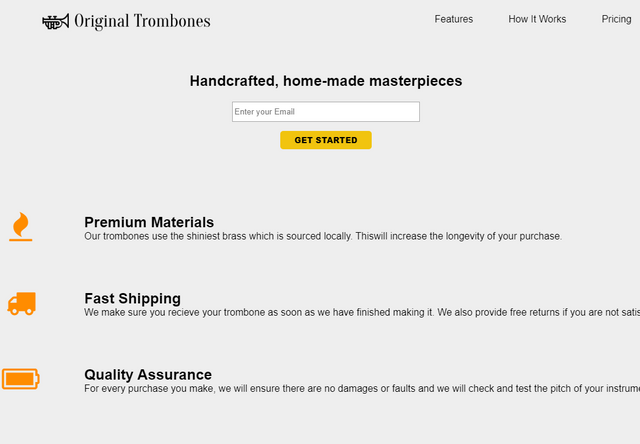 Original Trombones
Features How It Works Pricing
Handcrafted, home-made masterpieces
Enter your Email
GET STARTED
Premium Materials
Our trombones use the shiniest brass which is sourced locally. Thiswill increase the longevity of your purchase.
Fast Shipping
We make sure you recieve your trombone as soon as we have finished making it. We also provide free returns if you are not satis
Quality Assurance
For every purchase you make, we will ensure there are no damages or faults and we will check and test the pitch of your instrume